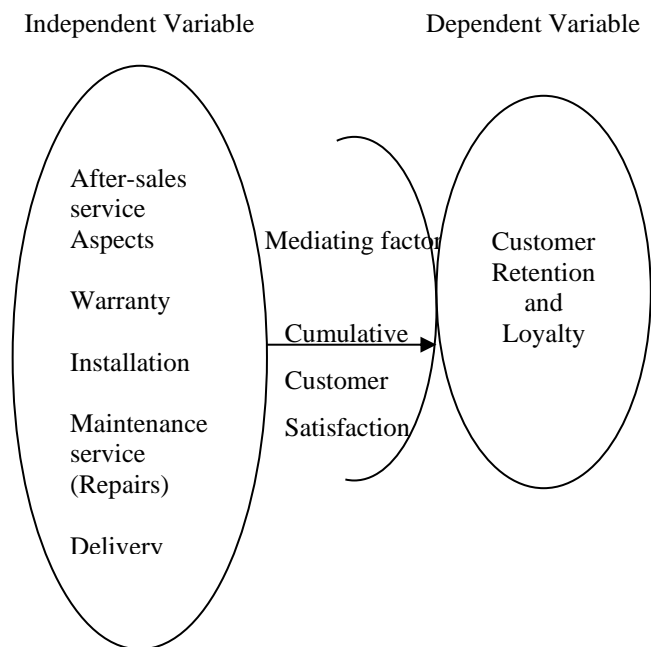 Independent Variable
Dependent Variable
After-sales
service
Aspects
Warranty
Installation
Maintenance
service
(Repairs)
Delivery
Mediating factor
Cumulative
Customer
Satisfaction
Customer
Retention
and
Loyalty